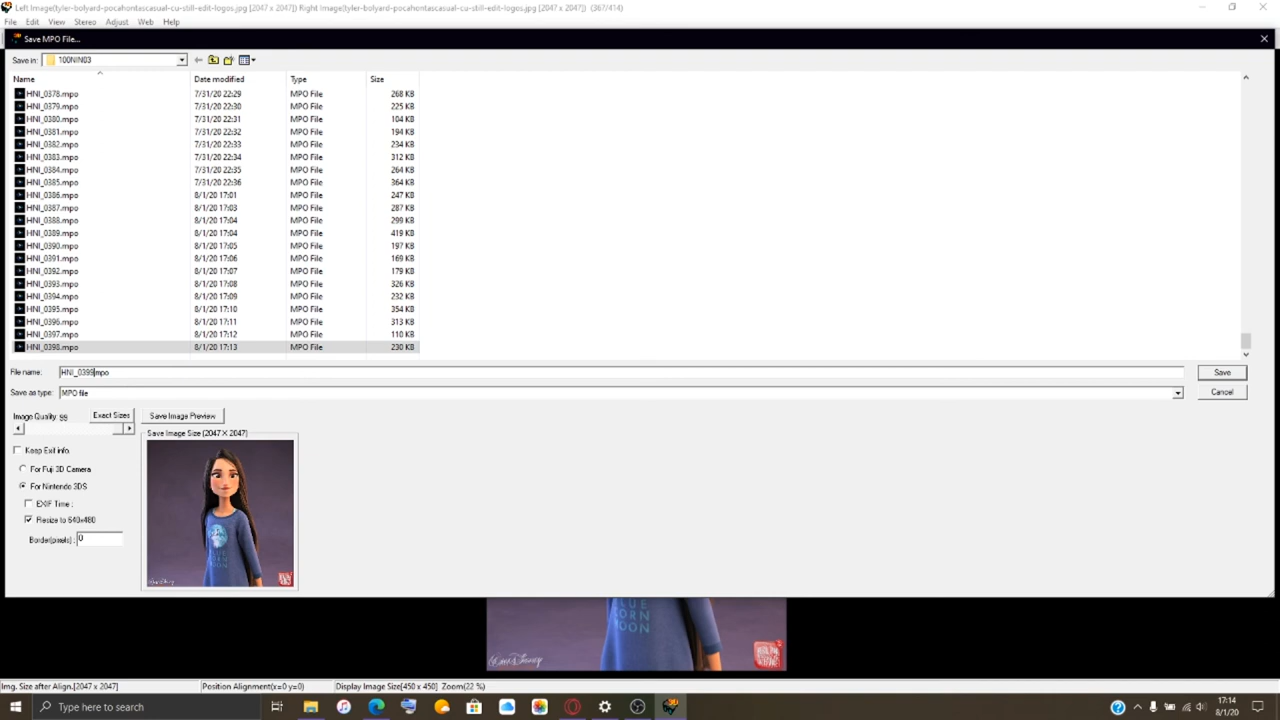 Left Image[tyler-bolyard-pocahontascasual-cu-still-edit-logos.jpg [2047 x 2047]) Right Image[tyler-bolyard-pocahontascasual-cu-still-edit-logos.jpg [2047 x 2047]) (367/414)
File Edit View Stereo Adjust Web Help
Save MPO File...
Save in: 100NIN03
Name Date modified Type Size
HNI_0378.mpo 7/31/20 22:29 MPO File 268 KB
HNI_0379.mpo 7/31/20 22:30 MPO File 225 KB
HNI_0380.mpo 7/31/20 22:31 MPO File 104 KB
HNI_0381.mpo 7/31/20 22:32 MPO File 194 KB
HNI_0382.mpo 7/31/20 22:33 MPO File 234 KB
HNI_0383.mpo 7/31/20 22:34 MPO File 312 KB
HNI_0384.mpo 7/31/20 22:35 MPO File 264 KB
HNI_0385.mpo 7/31/20 22:36 MPO File 364 KB
HNI_0386.mpo 8/1/20 17:01 MPO File 247 KB
HNI_0387.mpo 8/1/20 17:03 MPO File 287 KB
HNI_0388.mpo 8/1/20 17:04 MPO File 299 KB
HNI_0389.mpo 8/1/20 17:04 MPO File 419 KB
HNI_0390.mpo 8/1/20 17:05 MPO File 197 KB
HNI_0391.mpo 8/1/20 17:06 MPO File 169 KB
HNI_0392.mpo 8/1/20 17:07 MPO File 179 KB
HNI_0393.mpo 8/1/20 17:08 MPO File 326 KB
HNI_0394.mpo 8/1/20 17:09 MPO File 232 KB
HNI_0395.mpo 8/1/20 17:10 MPO File 354 KB
HNI_0396.mpo 8/1/20 17:11 MPO File 313 KB
HNI_0397.mpo 8/1/20 17:12 MPO File 110 KB
HNI_0398.mpo 8/1/20 17:13 MPO File 230 KB
File name: HNI_0399.mpo Save
Save as type: MPO file Cancel
Image Quality: 99 Exact Sizes Save Image Preview
Save Image Size (2047 X 2047)
Keep Exif info.
For Fuji 3D Camera
For Nintendo 3DS
EXIF Time :
Resize to 640x480
Border(pixels) : 0
BLUE
CORN
MOON
Walt Disney
Img. Size after Align.[2047 x 2047] Position Alignment(x=0 y=0) Display Image Size[450 x 450] Zoom(22 %)
Type here to search
17:14
8/1/20